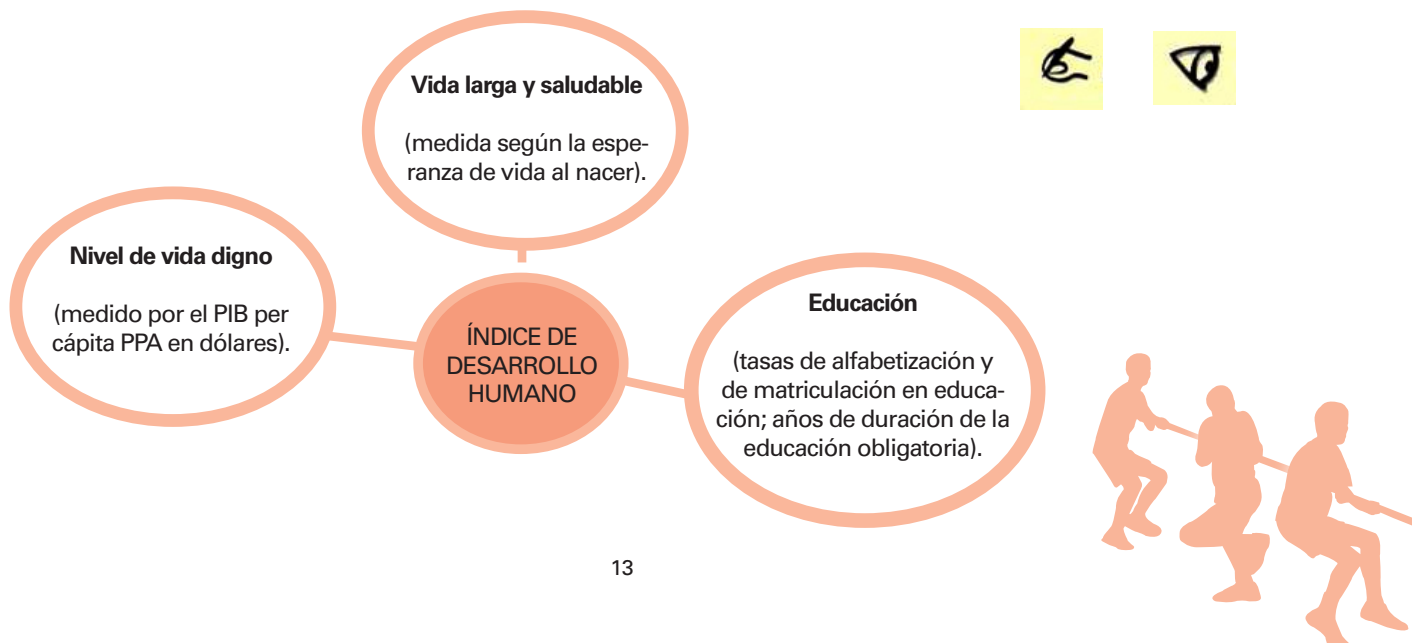 Vida larga y saludable
(medida según la espe-
ranza de vida al nacer).
Nivel de vida digno
(medido por el PIB per
cápita PPA en dólares).
ÍNDICE DE
DESARROLLO
HUMANO
Educación
(tasas de alfabetización y
de matriculación en educa-
ción; años de duración de la
educación obligatoria).
13